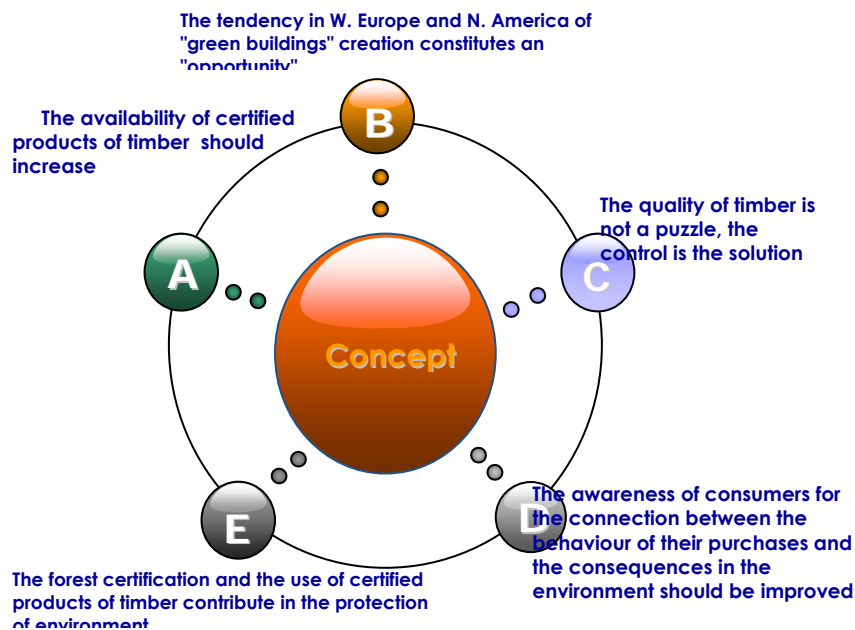 The tendency in W. Europe and N. America of
"green buildings" creation constitutes an
"opportunity"
B
The availability of certified
products of timber should
increase
A
The quality of timber is
not a puzzle, the
control is the solution
C
Concept
The awareness of consumers for
the connection between the
behaviour of their purchases and
the consequences in the
environment should be improved
D
E
The forest certification and the use of certified
products of timber contribute in the protection
of environment